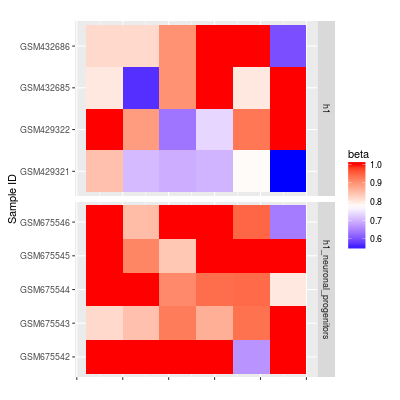 Sample ID
GSM432686
GSM432685
GSM429322
GSM429321
h1
GSM675546
GSM675545
GSM675544
GSM675543
GSM675542
h1_neuronal_progenitors
beta
1.0
0.9
0.8
0.7
0.6